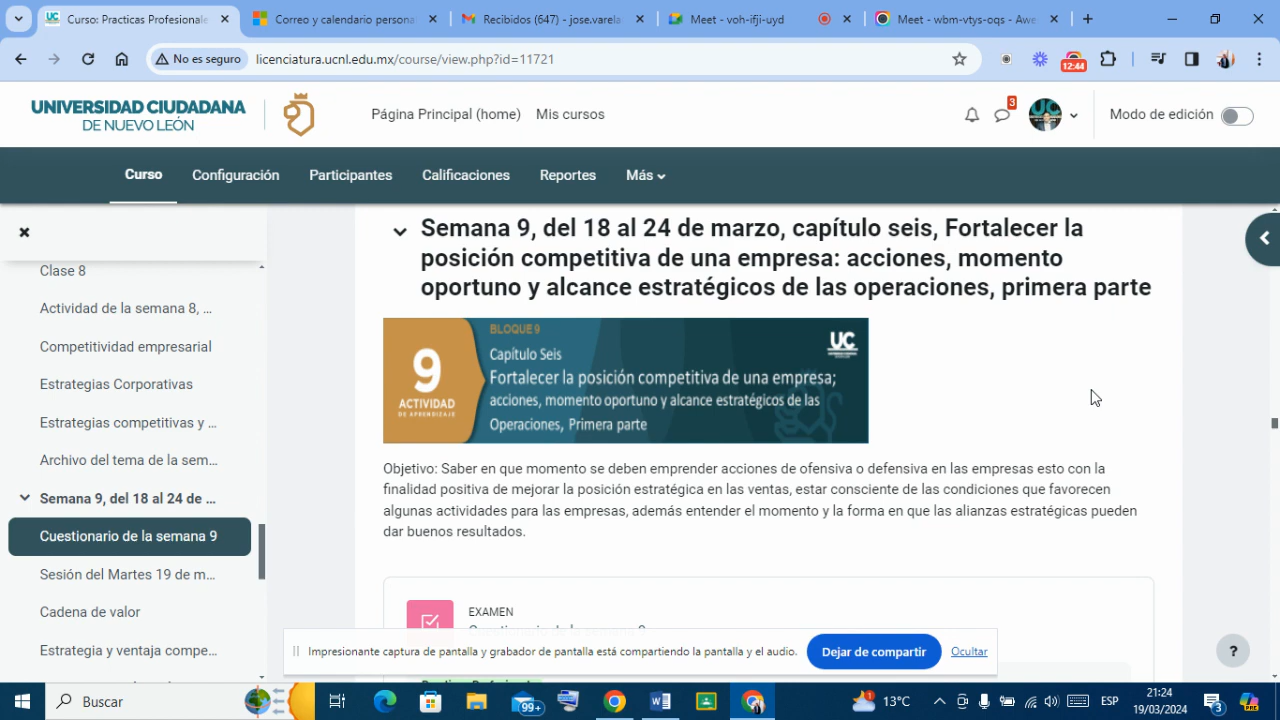 Curso: Practicas Profesionale
Correo y calendario persona
Recibidos (647) - jose.varela
Meet - voh-ifji-uyd
Meet - wbm-vtys-oqs - Awe
No es seguro
licenciatura.ucnl.edu.mx/course/view.php?id=11721
12:44
UNIVERSIDAD CIUDADANA
DE NUEVO LEÓN
Página Principal (home)
Mis cursos
3
Modo de edición
Curso
Configuración
Participantes
Calificaciones
Reportes
Más
Clase 8
Actividad de la semana 8, ...
Competitividad empresarial
Estrategias Corporativas
Estrategias competitivas y ...
Archivo del tema de la sem...
Semana 9, del 18 al 24 de ...
Cuestionario de la semana 9
Sesión del Martes 19 de m...
Cadena de valor
Estrategia y ventaja compe...
Semana 9, del 18 al 24 de marzo, capítulo seis, Fortalecer la
posición competitiva de una empresa: acciones, momento
oportuno y alcance estratégicos de las operaciones, primera parte
BLOQUE 9
9
ACTIVIDAD
DE APRENDIZAJE
Capítulo Seis
Fortalecer la posición competitiva de una empresa;
acciones, momento oportuno y alcance estratégicos de las
Operaciones, Primera parte
UC
Objetivo: Saber en que momento se deben emprender acciones de ofensiva o defensiva en las empresas esto con la
finalidad positiva de mejorar la posición estratégica en las ventas, estar consciente de las condiciones que favorecen
algunas actividades para las empresas, además entender el momento y la forma en que las alianzas estratégicas pueden
dar buenos resultados.
EXAMEN
Cuestionario de la semana 9
Impresionante captura de pantalla y grabador de pantalla está compartiendo la pantalla y el audio.
Dejar de compartir
Ocultar
?
Buscar
99+
1
13°C
ESP
21:24
19/03/2024
3